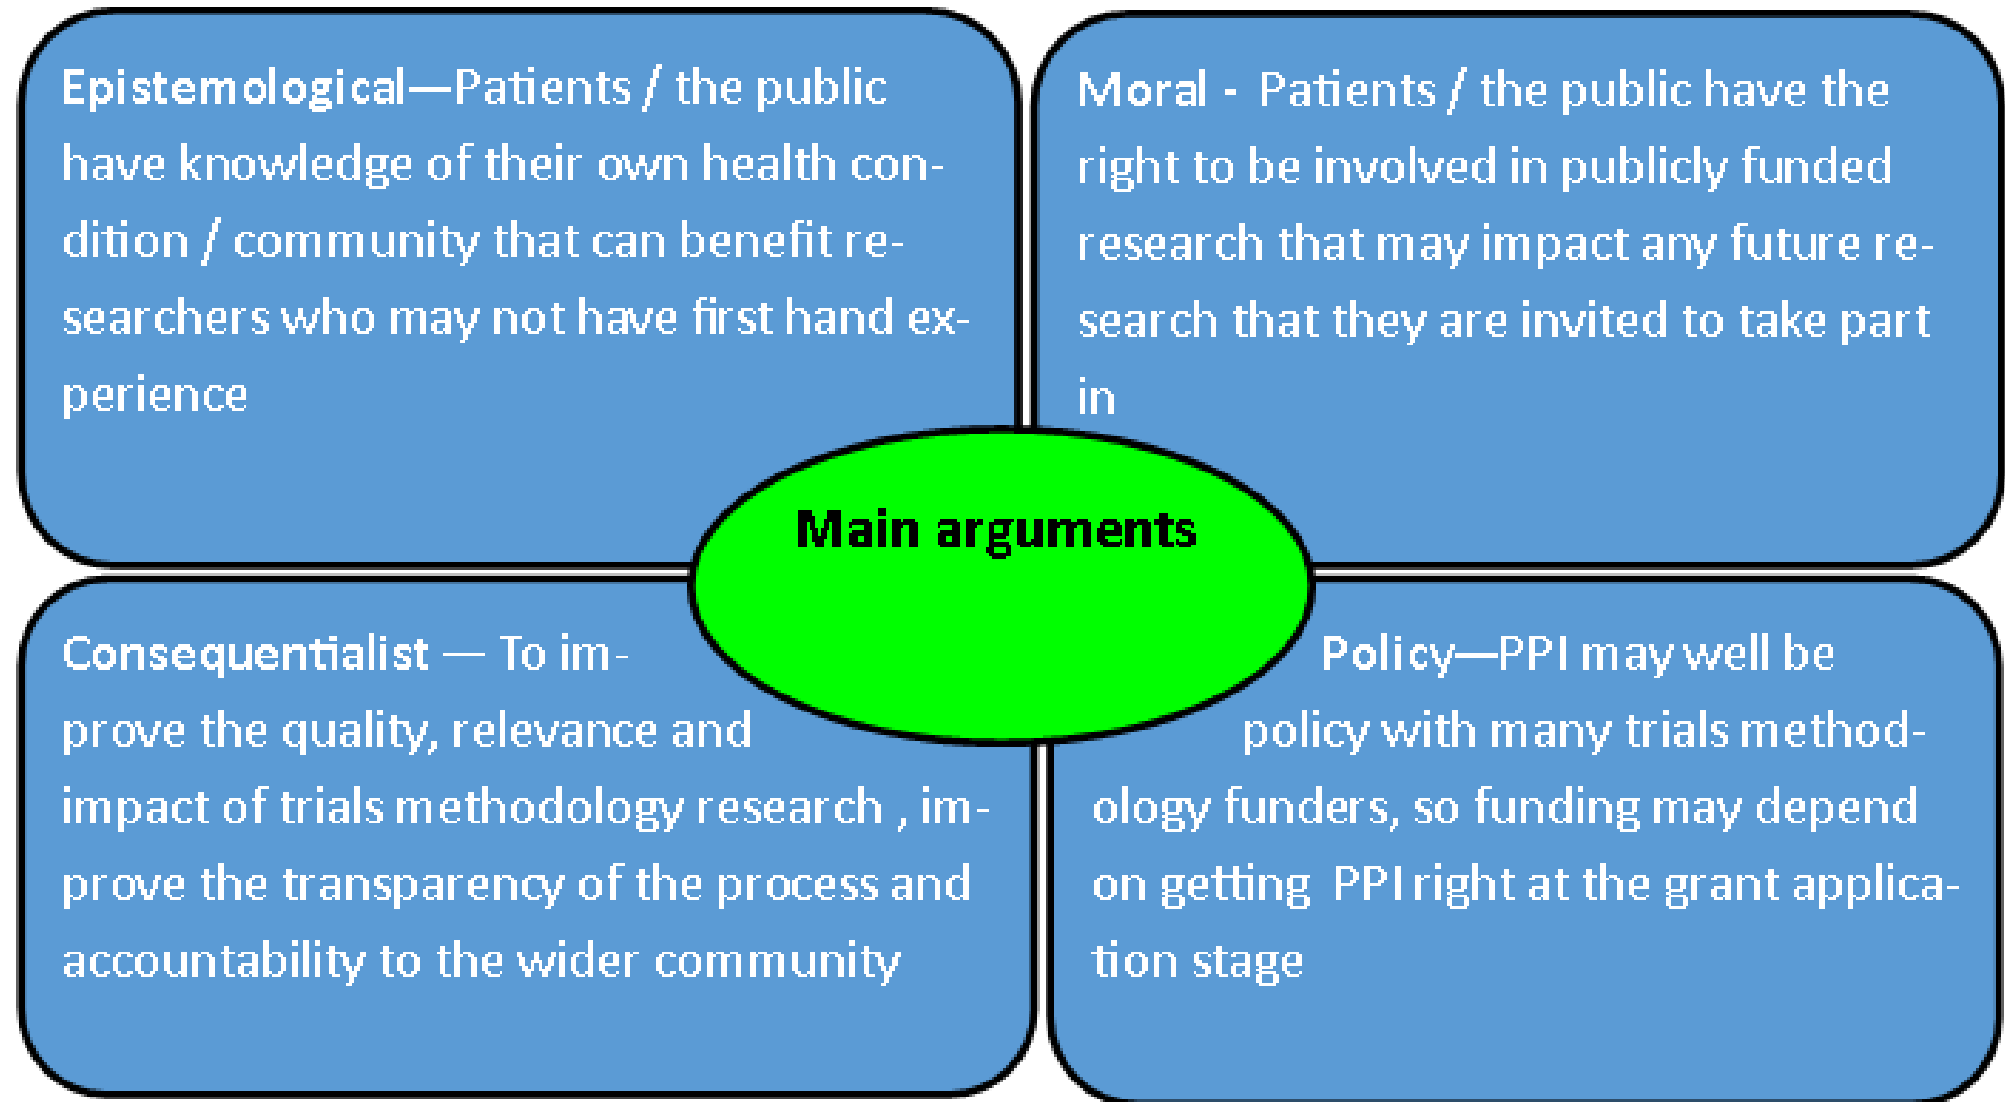 Epistemological—Patients / the public
have knowledge of their own health con-
dition / community that can benefit re-
searchers who may not have first hand ex-
perience
Moral - Patients / the public have the
right to be involved in publicly funded
research that may impact any future re-
search that they are invited to take part
in
Main arguments
Consequentialist — To im-
prove the quality, relevance and
impact of trials methodology research , im-
prove the transparency of the process and
accountability to the wider community
Policy—PPI may well be
policy with many trials method-
ology funders, so funding may depend
on getting PPI right at the grant applica-
tion stage